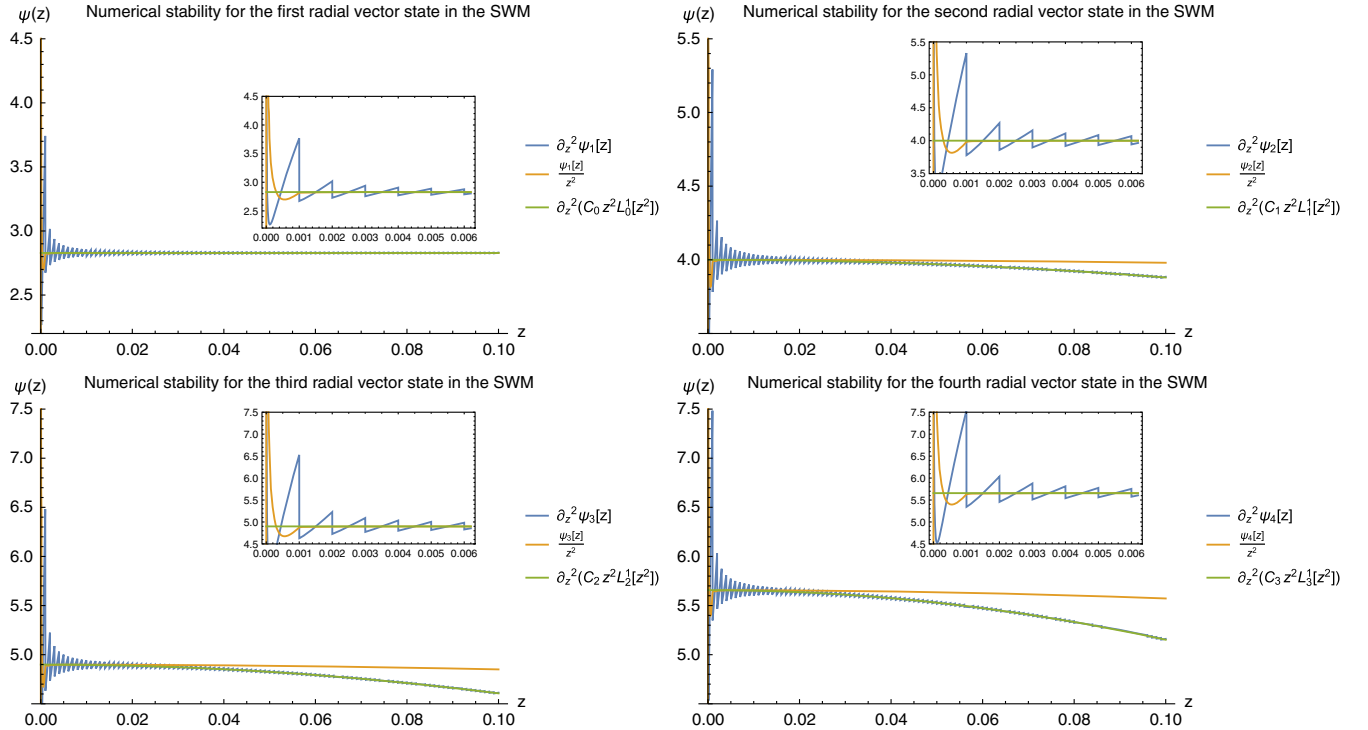 ψ(z) Numerical stability for the first radial vector state in the SWM
4.5
4.0
3.5
3.0
2.5
0.00 0.02 0.04 0.06 0.08 0.10
z
4.5
4.0
3.5
3.0
2.5
0.000 0.001 0.002 0.003 0.004 0.005 0.006
∂z²ψ₁[z]
ψ₁[z]/z²
∂z²(C₀ z² L₀¹[z²])
ψ(z) Numerical stability for the second radial vector state in the SWM
5.5
5.0
4.5
4.0
0.00 0.02 0.04 0.06 0.08 0.10
z
5.5
5.0
4.5
4.0
3.5
0.000 0.001 0.002 0.003 0.004 0.005 0.006
∂z²ψ₂[z]
ψ₂[z]/z²
∂z²(C₁ z² L₁¹[z²])
ψ(z) Numerical stability for the third radial vector state in the SWM
7.5
7.0
6.5
6.0
5.5
5.0
0.00 0.02 0.04 0.06 0.08 0.10
z
7.5
7.0
6.5
6.0
5.5
5.0
4.5
0.000 0.001 0.002 0.003 0.004 0.005 0.006
∂z²ψ₃[z]
ψ₃[z]/z²
∂z²(C₂ z² L₂¹[z²])
ψ(z) Numerical stability for the fourth radial vector state in the SWM
7.5
7.0
6.5
6.0
5.5
5.0
0.00 0.02 0.04 0.06 0.08 0.10
z
7.5
7.0
6.5
6.0
5.5
5.0
4.5
0.000 0.001 0.002 0.003 0.004 0.005 0.006
∂z²ψ₄[z]
ψ₄[z]/z²
∂z²(C₃ z² L₃¹[z²])